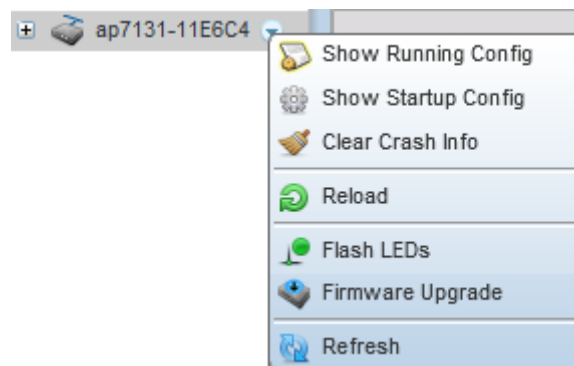 ap7131-11E6C4
Show Running Config
Show Startup Config
Clear Crash Info
Reload
Flash LEDs
Firmware Upgrade
Refresh